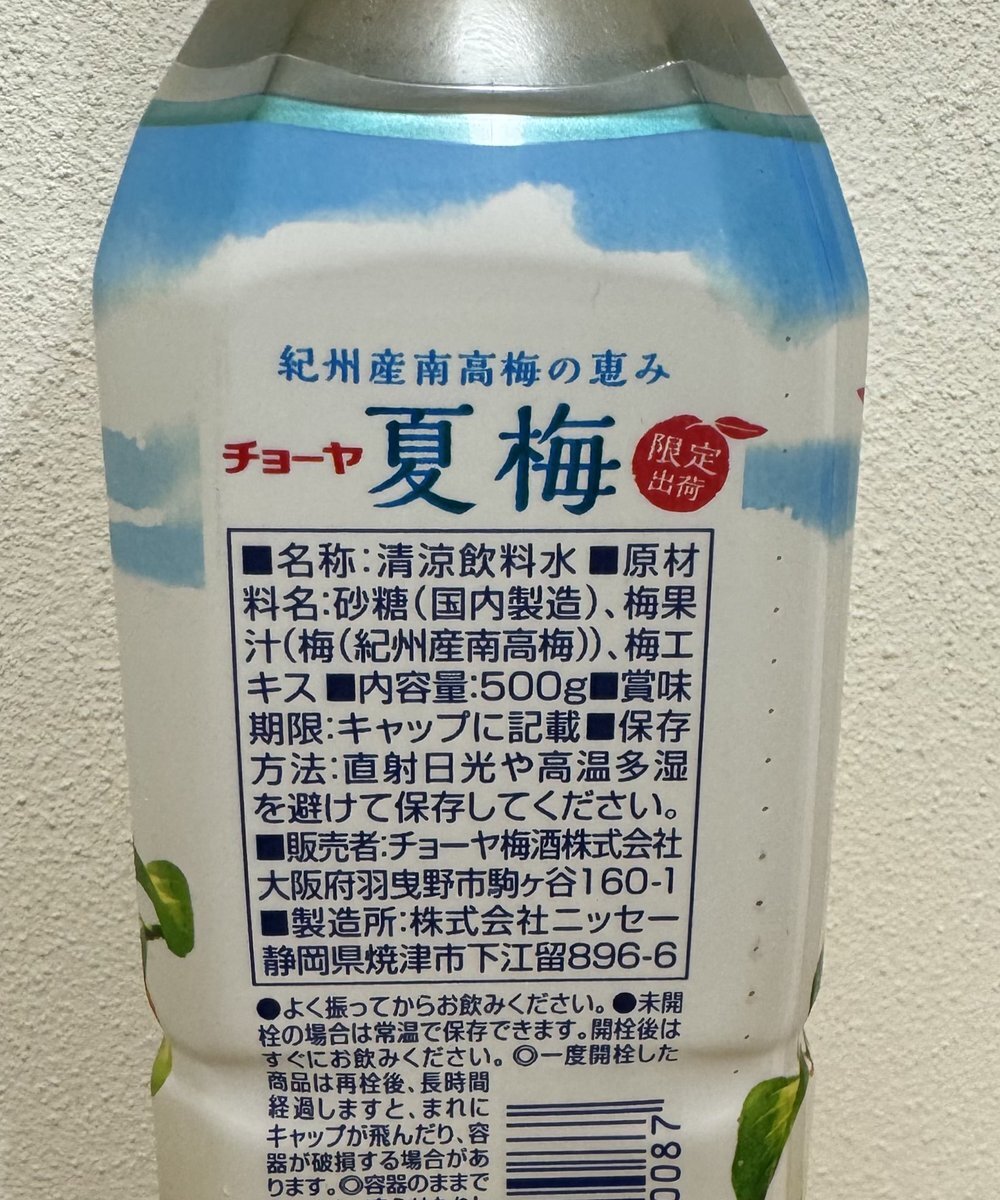 紀州産南高梅の恵み
チョーヤ 夏梅 限定
出荷
■名称:清涼飲料水 ■原材
料名:砂糖(国内製造)、梅果
汁(梅(紀州産南高梅))、梅エ
キス ■内容量:500g■賞味
期限:キャップに記載■保存
方法:直射日光や高温多湿
を避けて保存してください。
■販売者:チョーヤ梅酒株式会社
大阪府羽曳野市駒ヶ谷160-1
■製造所:株式会社ニッセー
静岡県焼津市下江留896-6
●よく振ってからお飲みください。●未開
栓の場合は常温で保存できます。開栓後は
すぐにお飲みください。◎一度開栓した
商品は再栓後、長時間
経過しますと、まれに
キャップが飛んだり、容
器が破損する場合があ
ります。◎容器のままで
0087